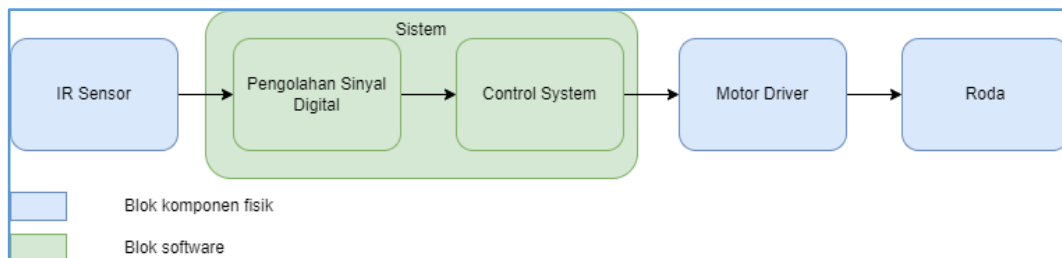 Sistem
IR Sensor
Pengolahan Sinyal
Digital
Control System
Motor Driver
Roda
Blok komponen fisik
Blok software